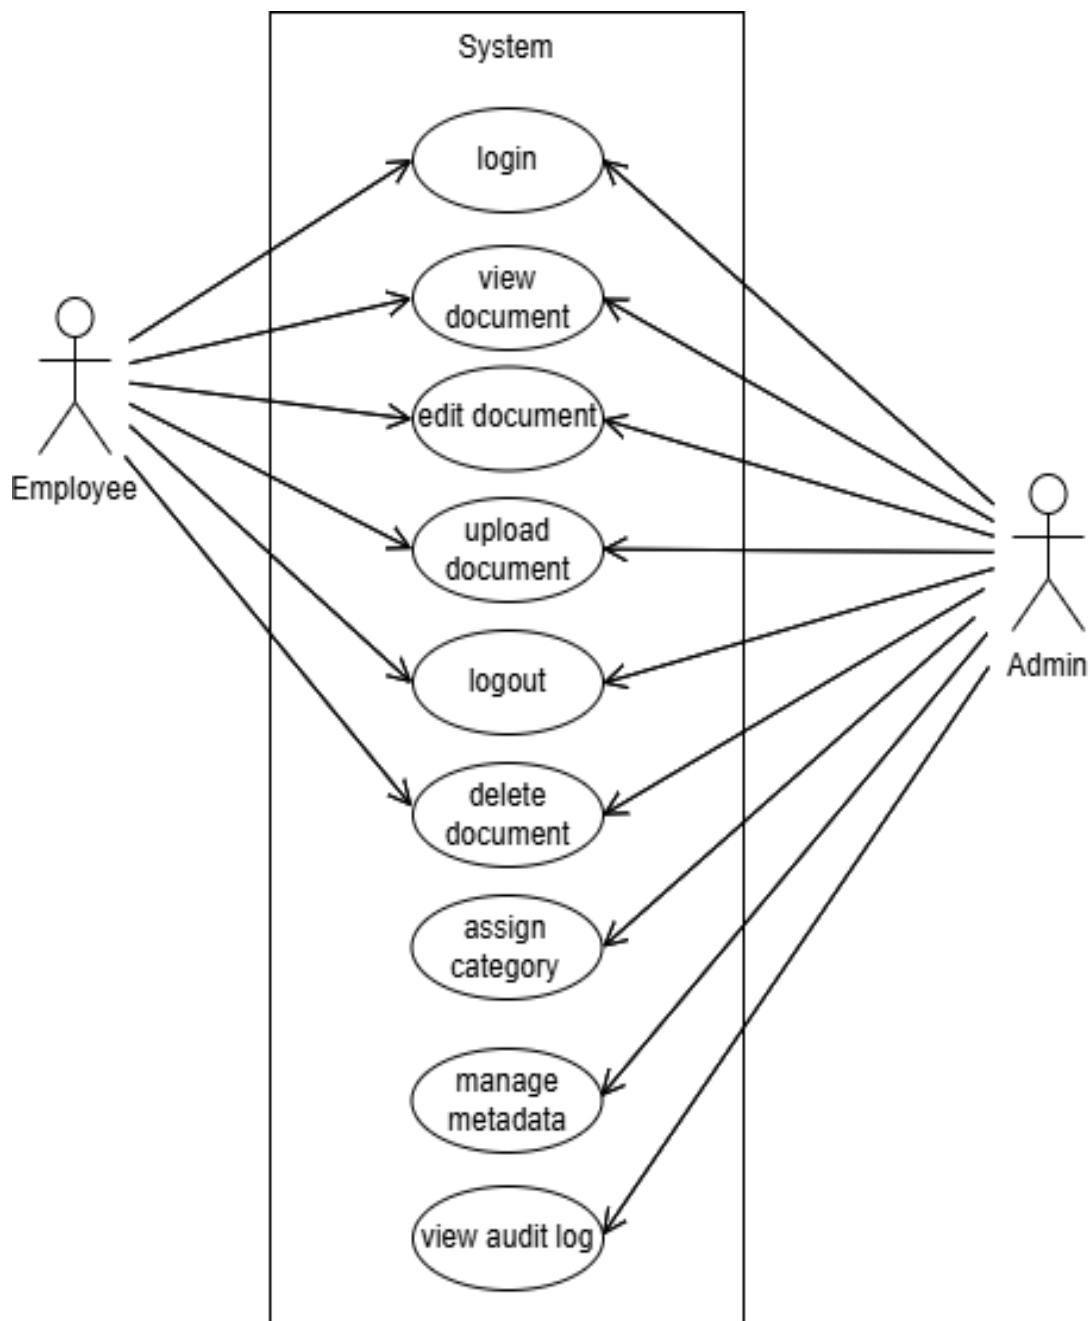 System
login
view
document
edit document
upload
document
logout
delete
document
assign
category
manage
metadata
view audit log
Employee
Admin